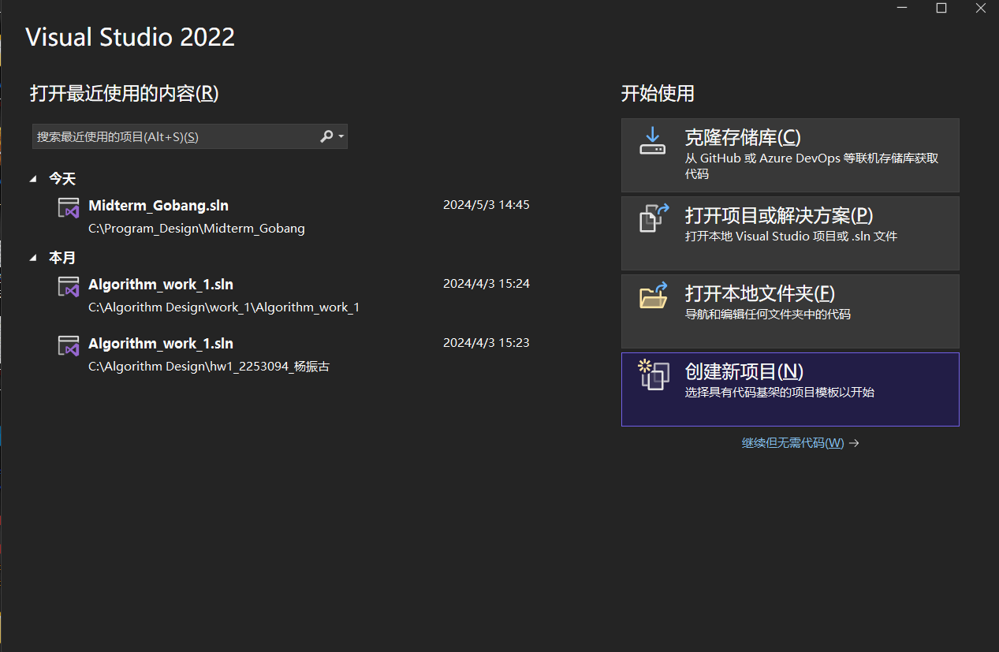 Visual Studio 2022
打开最近使用的内容(R)
搜索最近使用的项目(Alt+S)(S)
今天
Midterm_Gobang.sln
2024/5/3 14:45
C:\Program_Design\Midterm_Gobang
本月
Algorithm_work_1.sln
2024/4/3 15:24
C:\Algorithm Design\work_1\Algorithm_work_1
Algorithm_work_1.sln
2024/4/3 15:23
C:\Algorithm Design\hw1_2253094_杨振古
开始使用
克隆存储库(C)
从 GitHub 或 Azure DevOps 等联机存储库获取
代码
打开项目或解决方案(P)
打开本地 Visual Studio 项目或 .sln 文件
打开本地文件夹(F)
导航和编辑任何文件夹中的代码
创建新项目(N)
选择具有代码基架的项目模板以开始
继续但无需代码(W) →